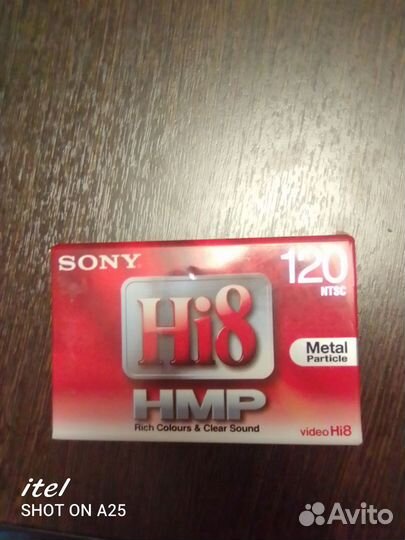 SONY
120
NTSC
Hi8
Metal
Particle
HMP
Rich Colours & Clear Sound
video Hi8
itel
SHOT ON A25
Avito